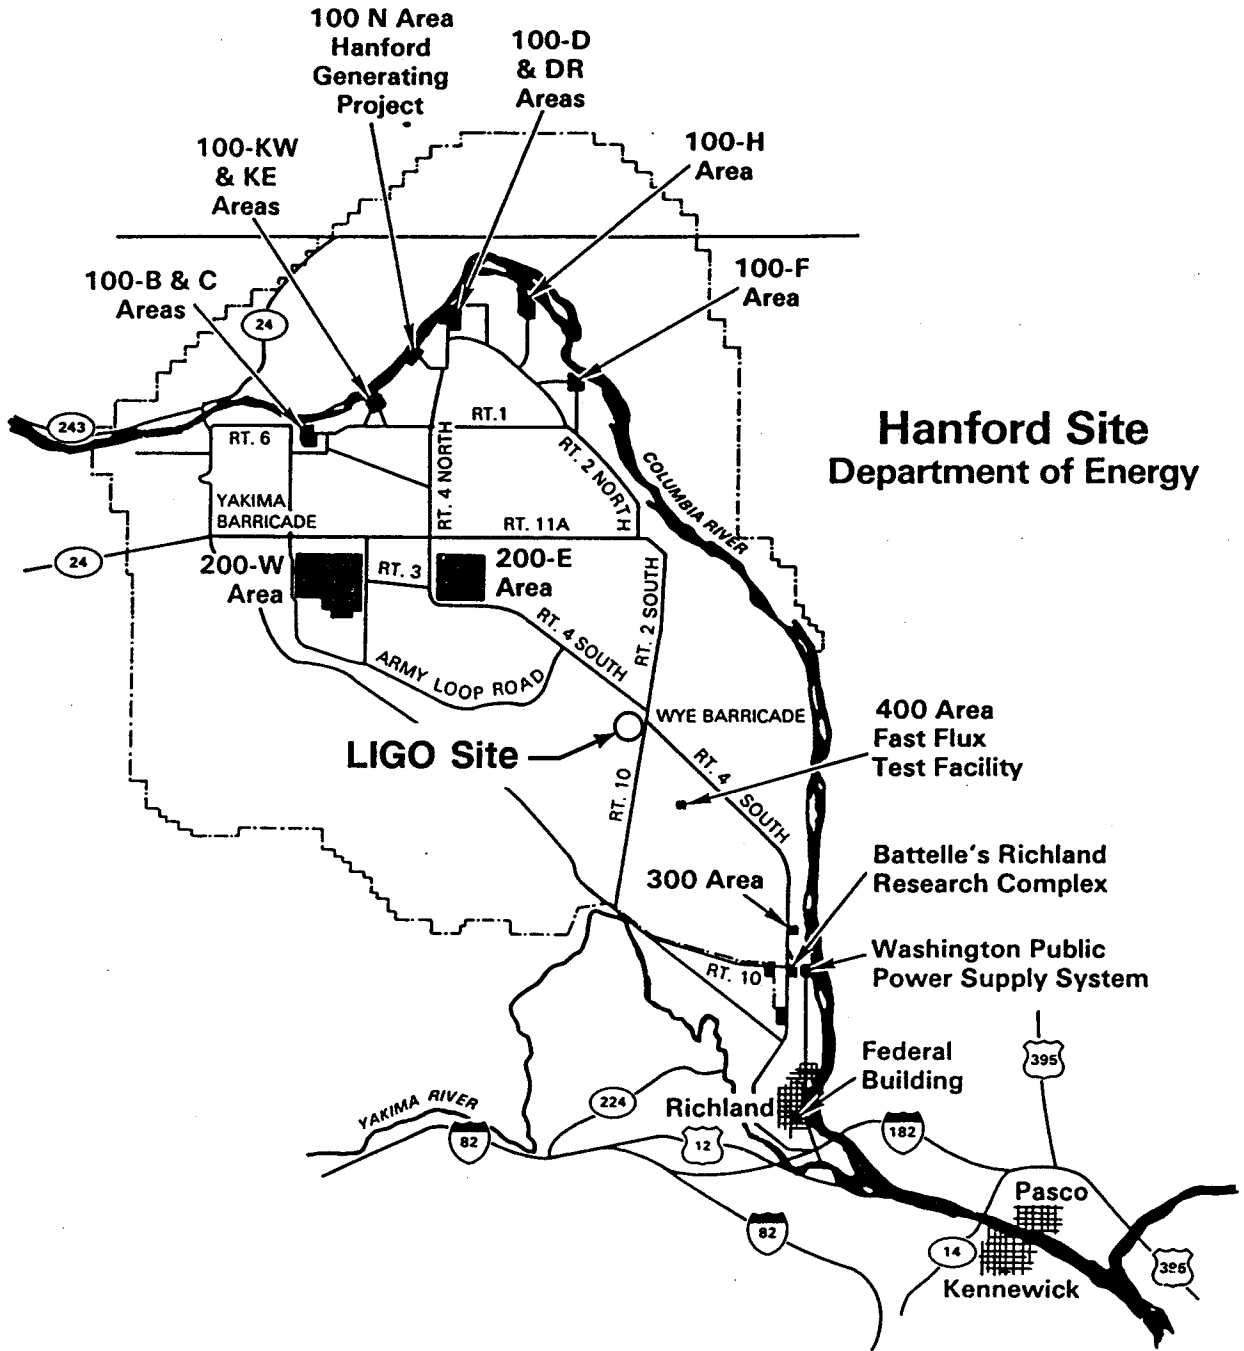 100 N Area
Hanford
Generating
Project
100-D
& DR
Areas
100-H
Area
100-KW
& KE
Areas
100-F
Area
100-B & C
Areas
24
243
RT. 1
RT. 6
RT. 4 NORTH
RT. 2 NORTH
COLUMBIA RIVER
Hanford Site
Department of Energy
YAKIMA
BARRICADE
RT. 11A
24
200-W
Area
RT. 3
200-E
Area
RT. 4 SOUTH
RT. 2 SOUTH
ARMY LOOP ROAD
WYE BARRICADE
400 Area
Fast Flux
Test Facility
LIGO Site
RT. 10
RT. 4 SOUTH
Battelle's Richland
Research Complex
300 Area
Washington Public
Power Supply System
RT. 10
395
Federal
Building
Richland
224
YAKIMA RIVER
82
12
182
Pasco
82
14
395
Kennewick